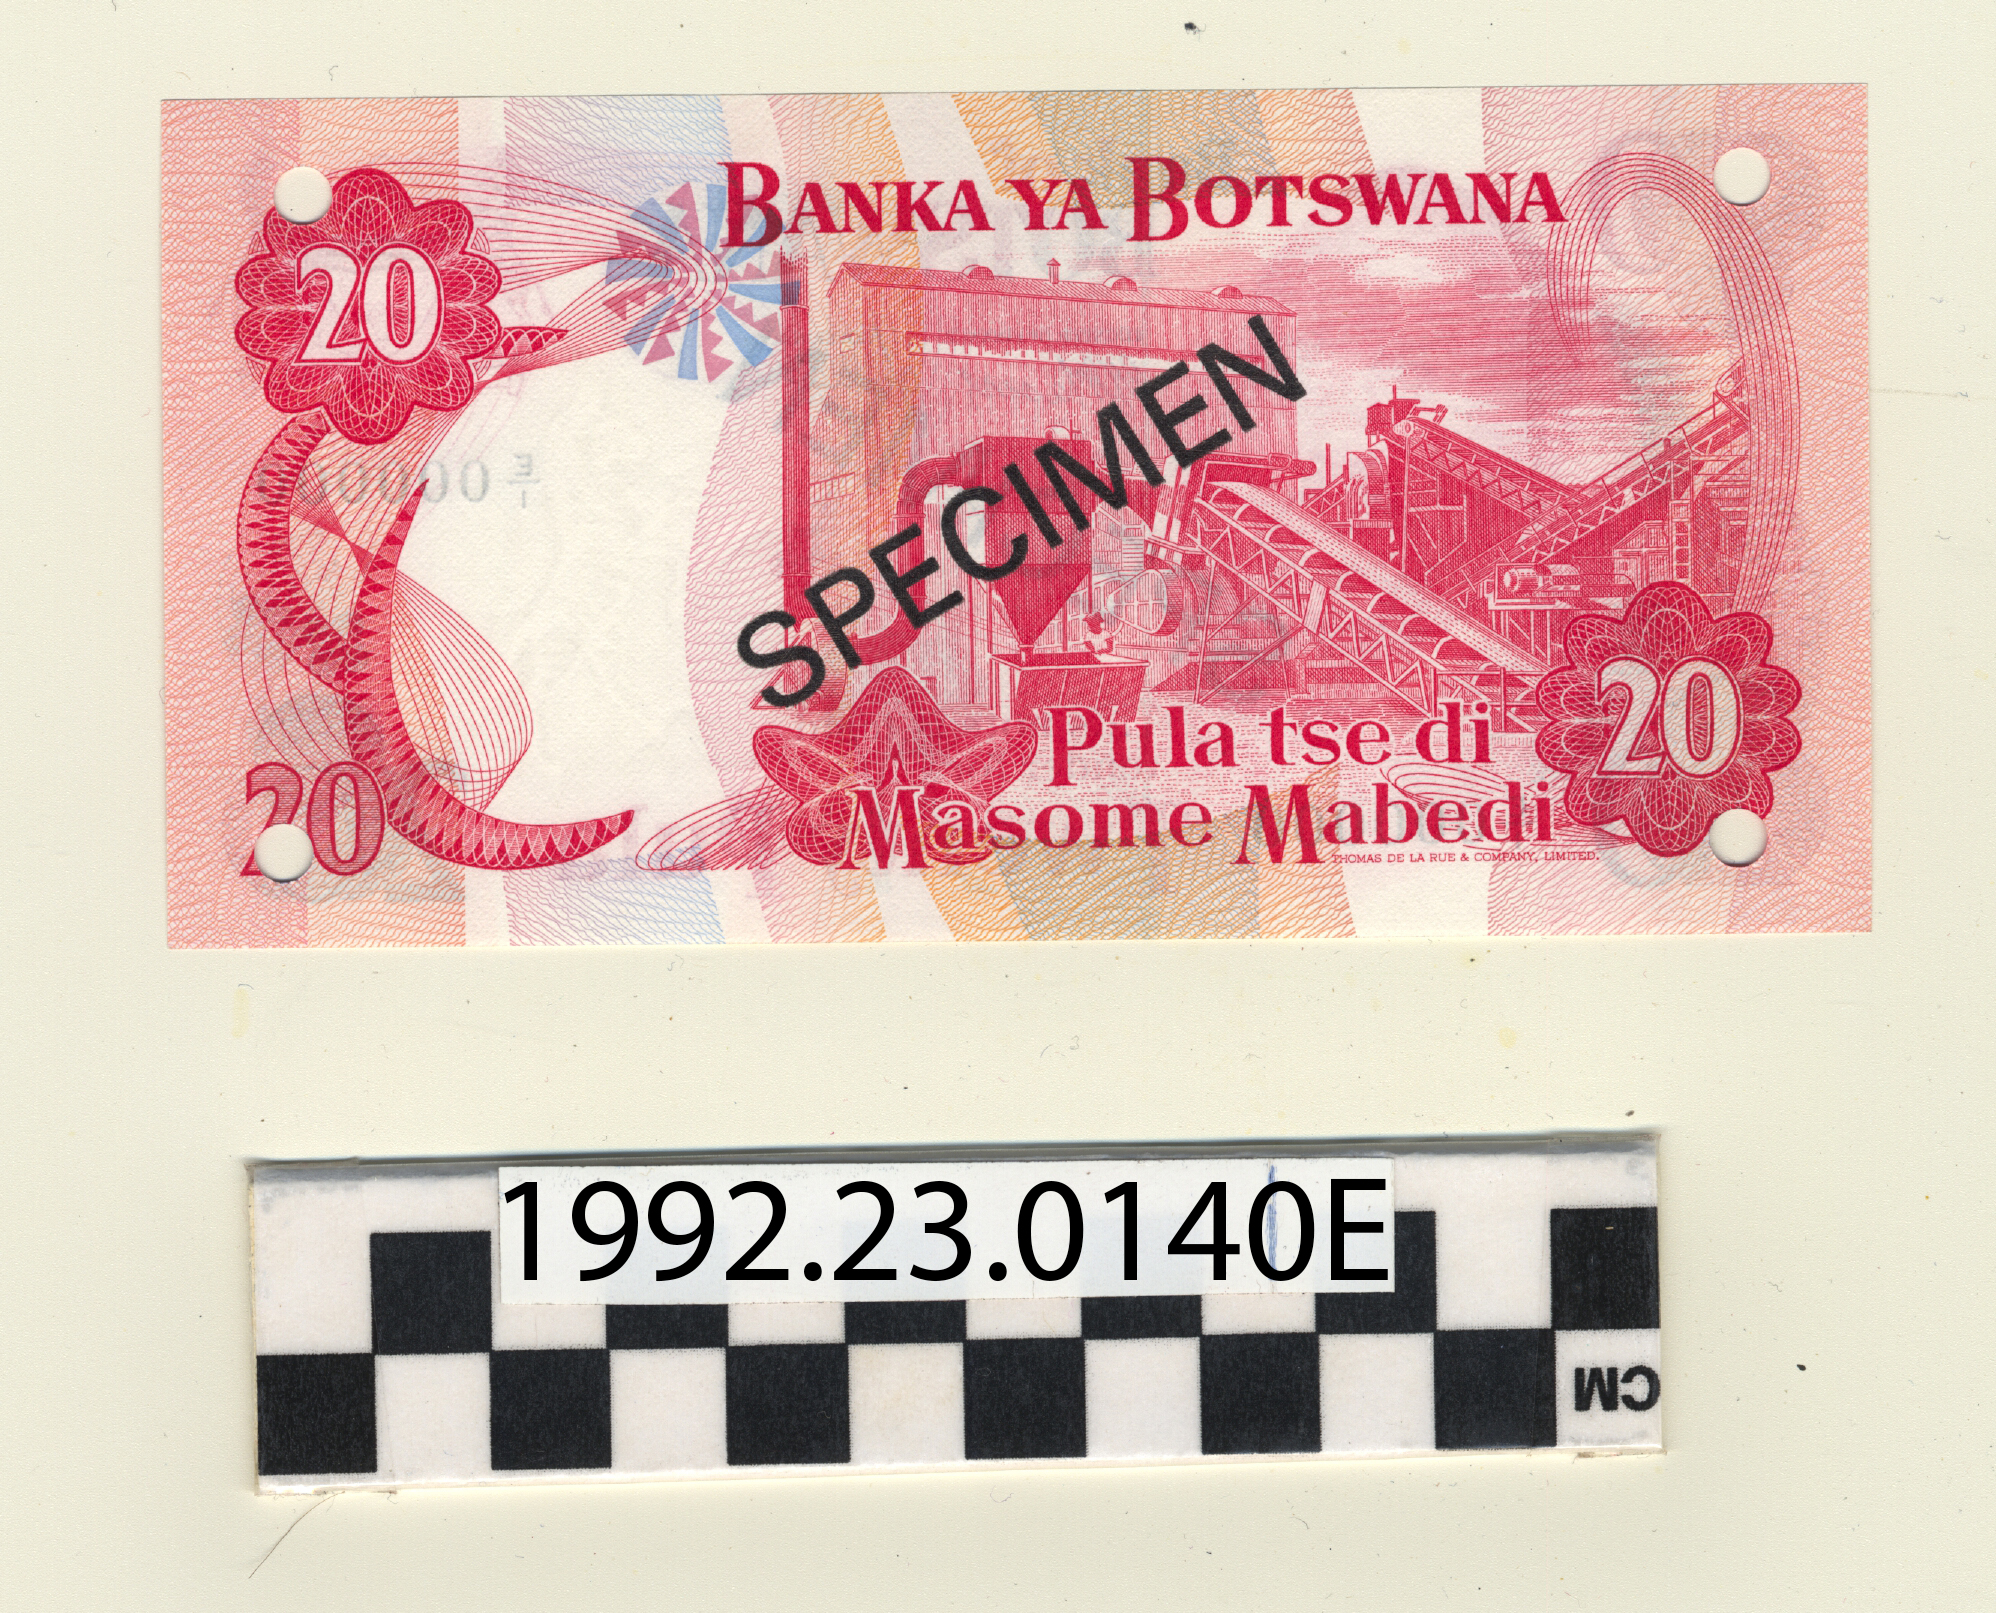 BANKA YA BOTSWANA
20
SPECIMEN
Pula tse di
Masome Mabedi
20
20
THOMAS DE LA RUE & COMPANY, LIMITED.
1992.23.0140E
CM